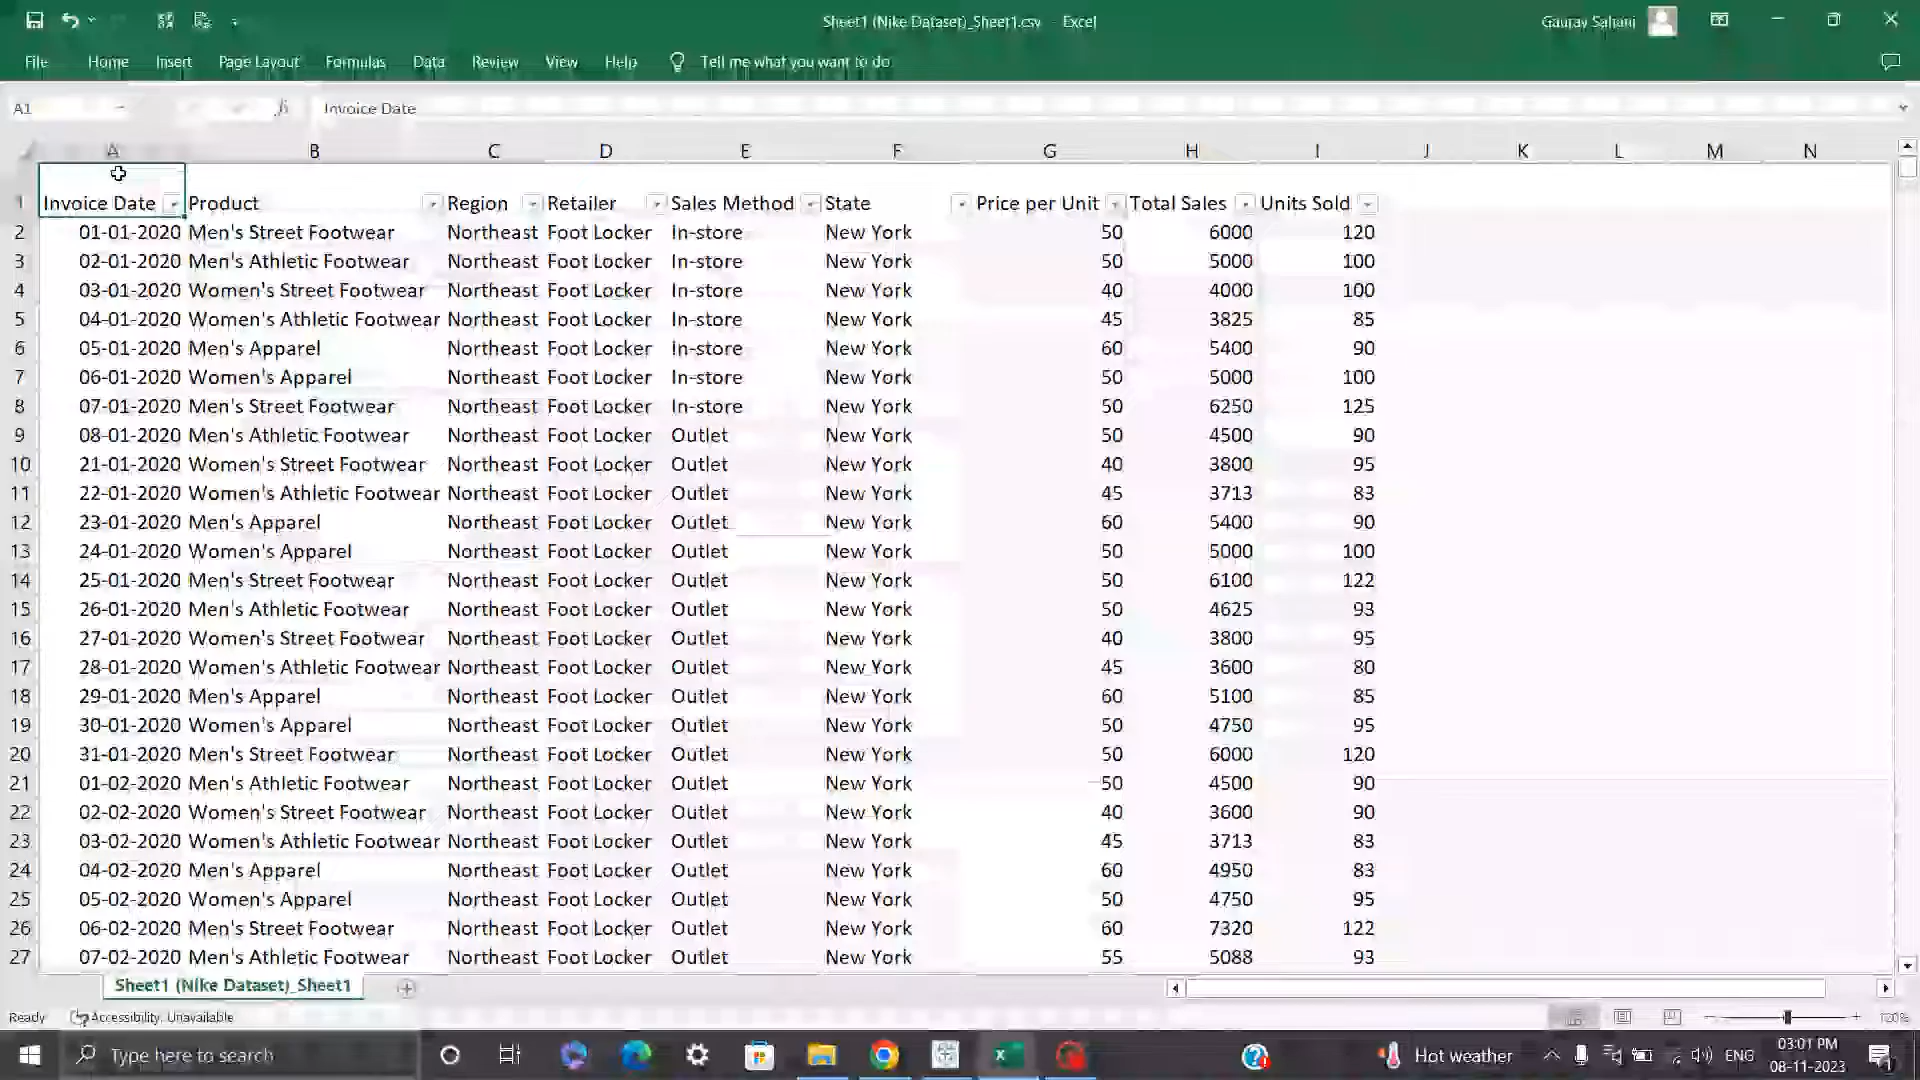 Sheet1 (Nike Dataset)_Sheet1.csv - Excel
Gaurav Sahani
File Home Insert Page Layout Formulas Data Review View Help Tell me what you want to do
A1 fx Invoice Date
A B C D E F G H I J K L M N
1 Invoice Date Product Region Retailer Sales Method State Price per Unit Total Sales Units Sold
2 01-01-2020 Men's Street Footwear Northeast Foot Locker In-store New York 50 6000 120
3 02-01-2020 Men's Athletic Footwear Northeast Foot Locker In-store New York 50 5000 100
4 03-01-2020 Women's Street Footwear Northeast Foot Locker In-store New York 40 4000 100
5 04-01-2020 Women's Athletic Footwear Northeast Foot Locker In-store New York 45 3825 85
6 05-01-2020 Men's Apparel Northeast Foot Locker In-store New York 60 5400 90
7 06-01-2020 Women's Apparel Northeast Foot Locker In-store New York 50 5000 100
8 07-01-2020 Men's Street Footwear Northeast Foot Locker In-store New York 50 6250 125
9 08-01-2020 Men's Athletic Footwear Northeast Foot Locker Outlet New York 50 4500 90
10 21-01-2020 Women's Street Footwear Northeast Foot Locker Outlet New York 40 3800 95
11 22-01-2020 Women's Athletic Footwear Northeast Foot Locker Outlet New York 45 3713 83
12 23-01-2020 Men's Apparel Northeast Foot Locker Outlet New York 60 5400 90
13 24-01-2020 Women's Apparel Northeast Foot Locker Outlet New York 50 5000 100
14 25-01-2020 Men's Street Footwear Northeast Foot Locker Outlet New York 50 6100 122
15 26-01-2020 Men's Athletic Footwear Northeast Foot Locker Outlet New York 50 4625 93
16 27-01-2020 Women's Street Footwear Northeast Foot Locker Outlet New York 40 3800 95
17 28-01-2020 Women's Athletic Footwear Northeast Foot Locker Outlet New York 45 3600 80
18 29-01-2020 Men's Apparel Northeast Foot Locker Outlet New York 60 5100 85
19 30-01-2020 Women's Apparel Northeast Foot Locker Outlet New York 50 4750 95
20 31-01-2020 Men's Street Footwear Northeast Foot Locker Outlet New York 50 6000 120
21 01-02-2020 Men's Athletic Footwear Northeast Foot Locker Outlet New York 50 4500 90
22 02-02-2020 Women's Street Footwear Northeast Foot Locker Outlet New York 40 3600 90
23 03-02-2020 Women's Athletic Footwear Northeast Foot Locker Outlet New York 45 3713 83
24 04-02-2020 Men's Apparel Northeast Foot Locker Outlet New York 60 4950 83
25 05-02-2020 Women's Apparel Northeast Foot Locker Outlet New York 50 4750 95
26 06-02-2020 Men's Street Footwear Northeast Foot Locker Outlet New York 60 7320 122
27 07-02-2020 Men's Athletic Footwear Northeast Foot Locker Outlet New York 55 5088 93
Sheet1 (Nike Dataset)_Sheet1
Ready Accessibility: Unavailable
Type here to search Hot weather ENG 03:01 PM
08-11-2023